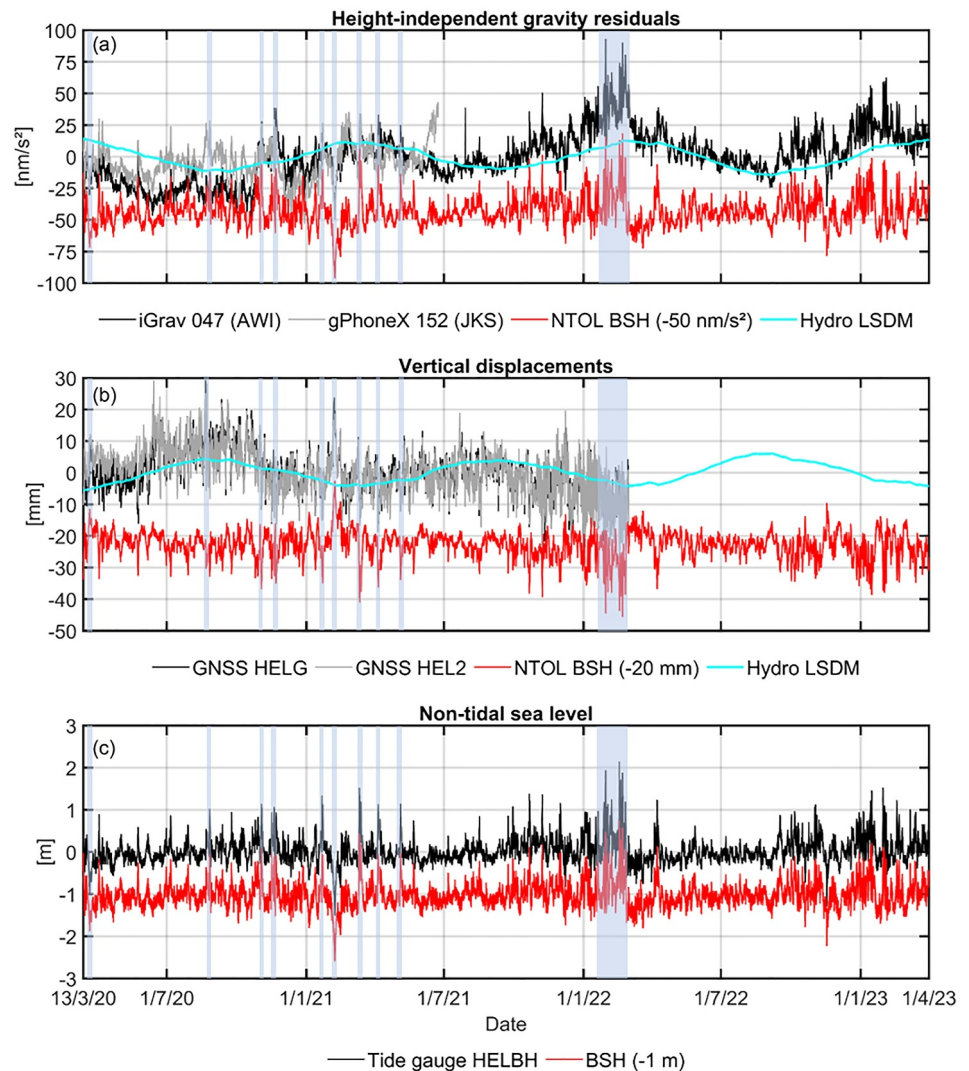 Height-independent gravity residuals
(a)
100
75
50
25
0
-25
-50
-75
-100
[nm/s²]
iGrav 047 (AWI) gPhoneX 152 (JKS) NTOL BSH (-50 nm/s²) Hydro LSDM
Vertical displacements
(b)
30
20
10
0
-10
-20
-30
-40
-50
[mm]
GNSS HELG GNSS HEL2 NTOL BSH (-20 mm) Hydro LSDM
Non-tidal sea level
(c)
3
2
1
0
-1
-2
-3
[m]
13/3/20 1/7/20 1/1/21 1/7/21 1/1/22 1/7/22 1/1/23 1/4/23
Date
Tide gauge HELBH BSH (-1 m)